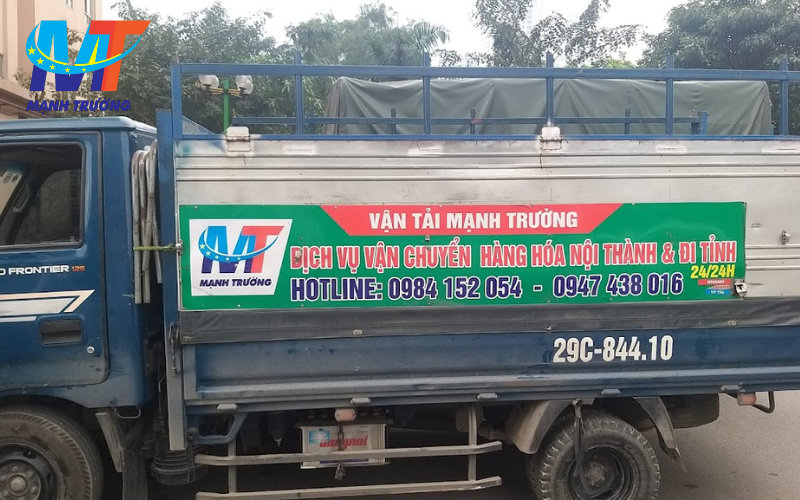 MT
MẠNH TRƯỜNG
VẬN TẢI MẠNH TRƯỜNG
MT
MẠNH TRƯỜNG
DỊCH VỤ VẬN CHUYỂN HÀNG HÓA NỘI THÀNH & ĐI TỈNH
24/24H
HOTLINE: 0984 152 054 - 0947 438 016
FRONTIER 125
29C-844.10